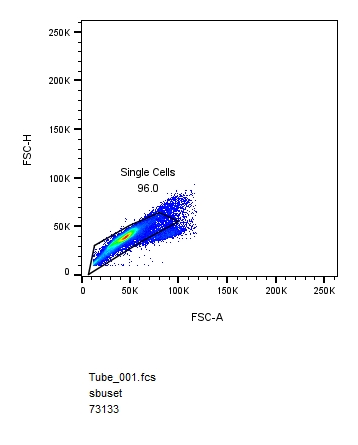 250K
200K
150K
100K
50K
0
FSC-H
Single Cells
96.0
0 50K 100K 150K 200K 250K
FSC-A
Tube_001.fcs
sbuset
73133